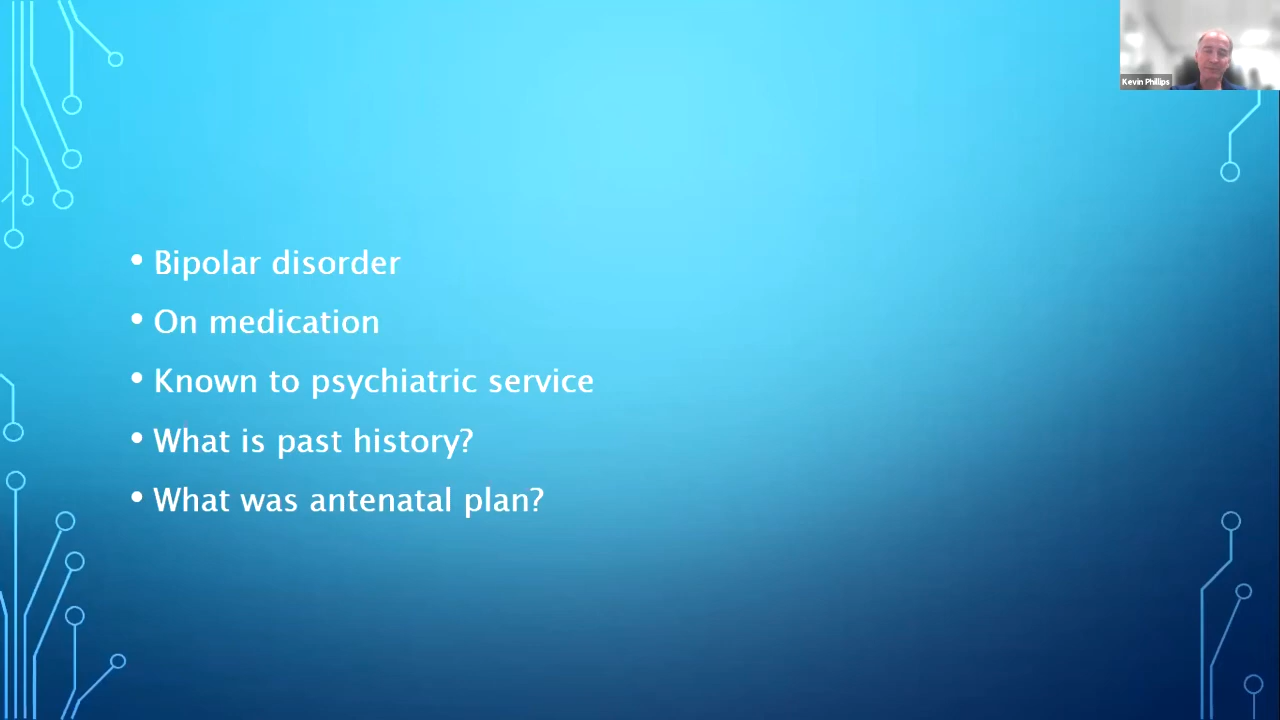 Kevin Phillips
• Bipolar disorder
• On medication
• Known to psychiatric service
• What is past history?
• What was antenatal plan?